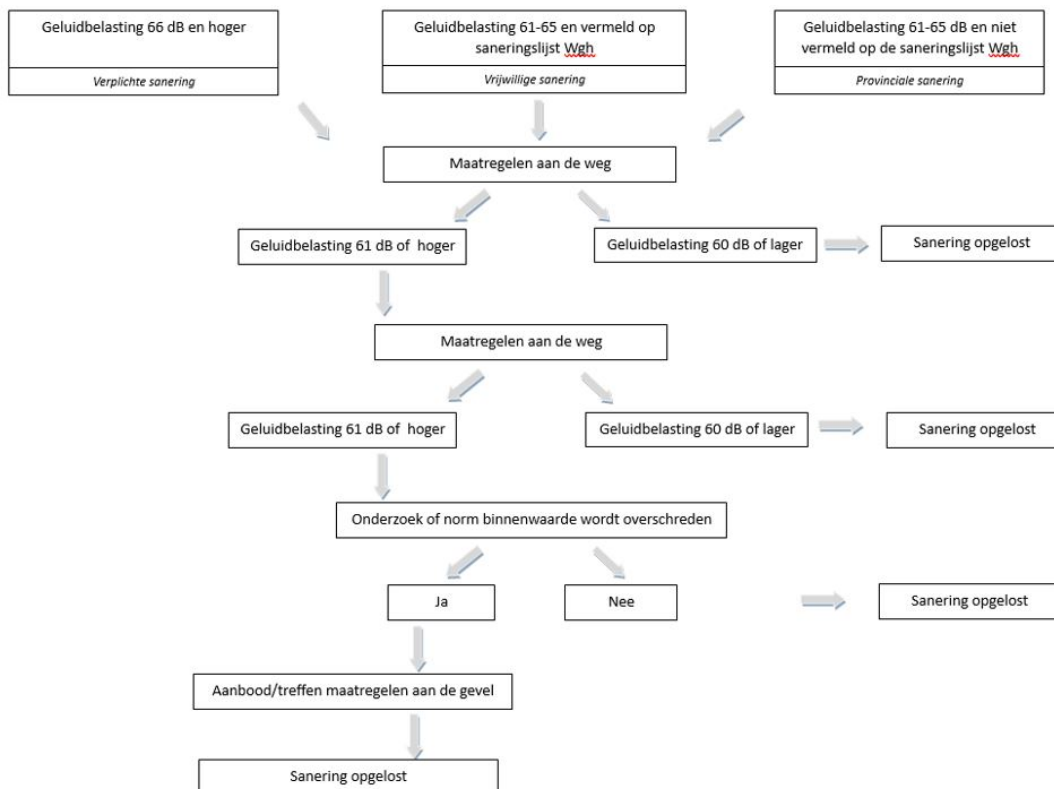 Geluidbelasting 66 dB en hoger
Verplichte sanering
Geluidbelasting 61-65 en vermeld op
saneringslijst Wgh
Vrijwillige sanering
Geluidbelasting 61-65 dB en niet
vermeld op de saneringslijst Wgh
Provinciale sanering
Maatregelen aan de weg
Geluidbelasting 61 dB of hoger
Geluidbelasting 60 dB of lager
Sanering opgelost
Maatregelen aan de weg
Geluidbelasting 61 dB of hoger
Geluidbelasting 60 dB of lager
Sanering opgelost
Onderzoek of norm binnenwaarde wordt overschreden
Ja
Nee
Sanering opgelost
Aanbood/treffen maatregelen aan de gevel
Sanering opgelost